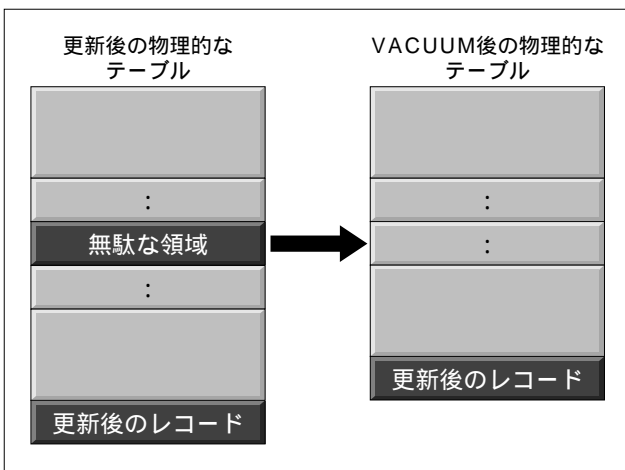 更新後の物理的な
テーブル
:
無駄な領域
:
更新後のレコード
VACUUM後の物理的な
テーブル
:
:
更新後のレコード